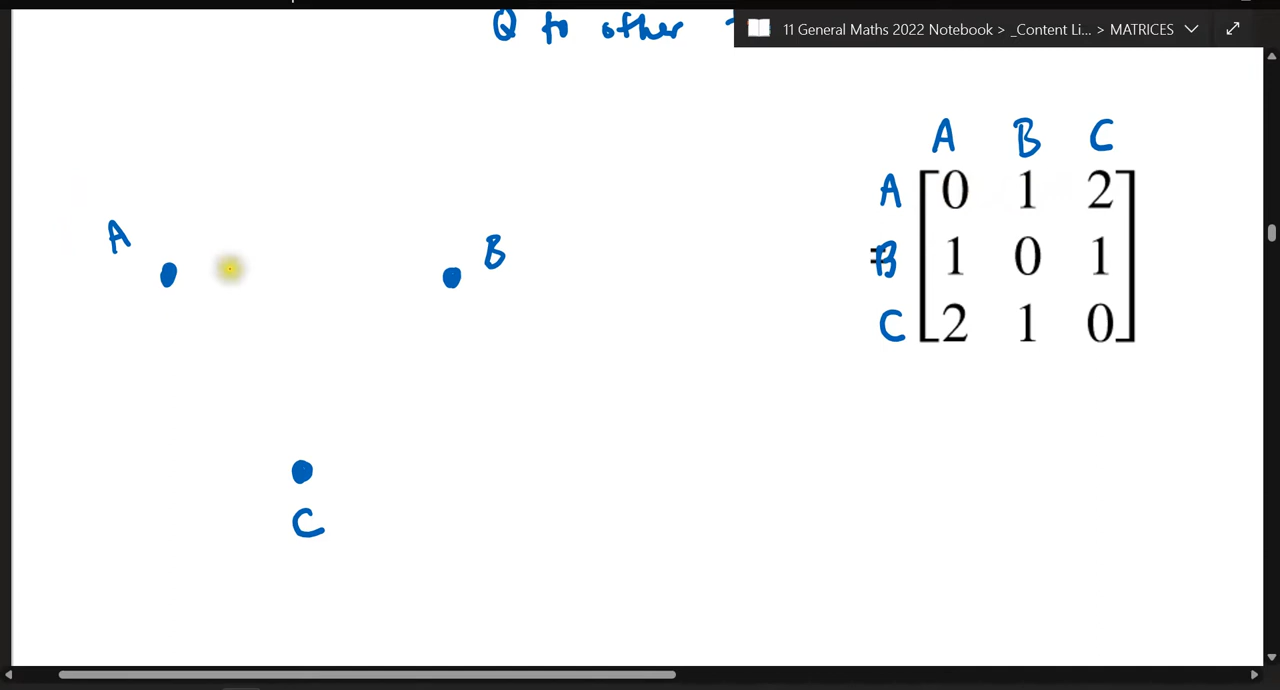 Q to other
11 General Maths 2022 Notebook > _Content Li... > MATRICES
A B C
A [0 1 2]
B [1 0 1]
C [2 1 0]
A
B
C